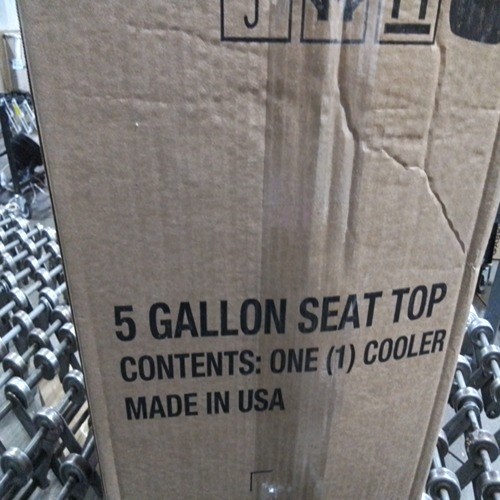 5 GALLON SEAT TOP
CONTENTS: ONE (1) COOLER
MADE IN USA